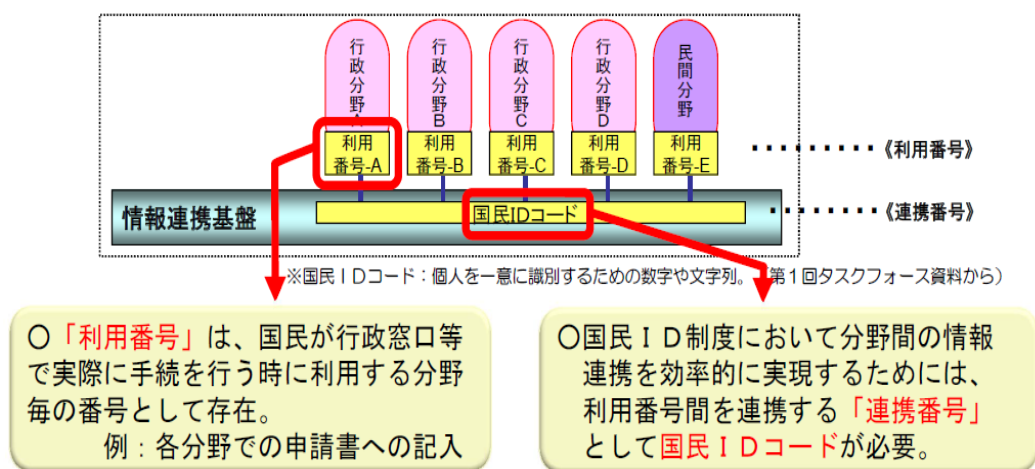 行政分野A
行政分野B
行政分野C
行政分野D
民間分野
利用
番号-A
利用
番号-B
利用
番号-C
利用
番号-D
利用
番号-E
・・・・・・・・・《利用番号》
情報連携基盤
国民IDコード
・・・・・・・・《連携番号》
※国民IDコード:個人を一意に識別するための数字や文字列。 第1回タスクフォース資料から)
○「利用番号」は、国民が行政窓口等
で実際に手続を行う時に利用する分野
毎の番号として存在。
例:各分野での申請書への記入
○国民ID制度において分野間の情報
連携を効率的に実現するためには、
利用番号間を連携する「連携番号」
として国民IDコードが必要。